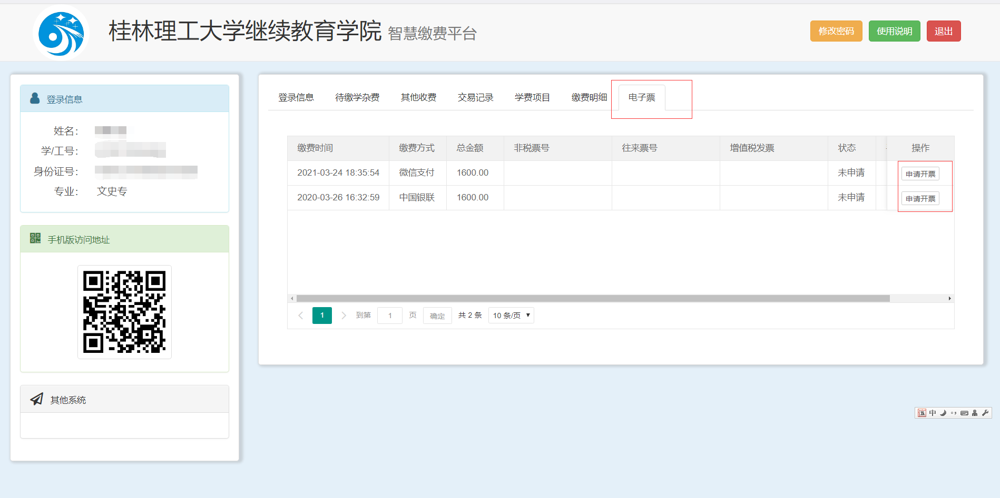 桂林理工大学继续教育学院 智慧缴费平台
修改密码 使用说明 退出
登录信息
姓名：
学/工号：
身份证号：
专业： 文史专
手机版访问地址
其他系统
登录信息 待缴学杂费 其他收费 交易记录 学费项目 缴费明细 电子票
缴费时间 缴费方式 总金额 非税票号 往来票号 增值税发票 状态 操作
2021-03-24 18:35:54 微信支付 1600.00 未申请 申请开票
2020-03-26 16:32:59 中国银联 1600.00 未申请 申请开票
1 到第 1 页 确定 共 2 条 10 条/页
五 中